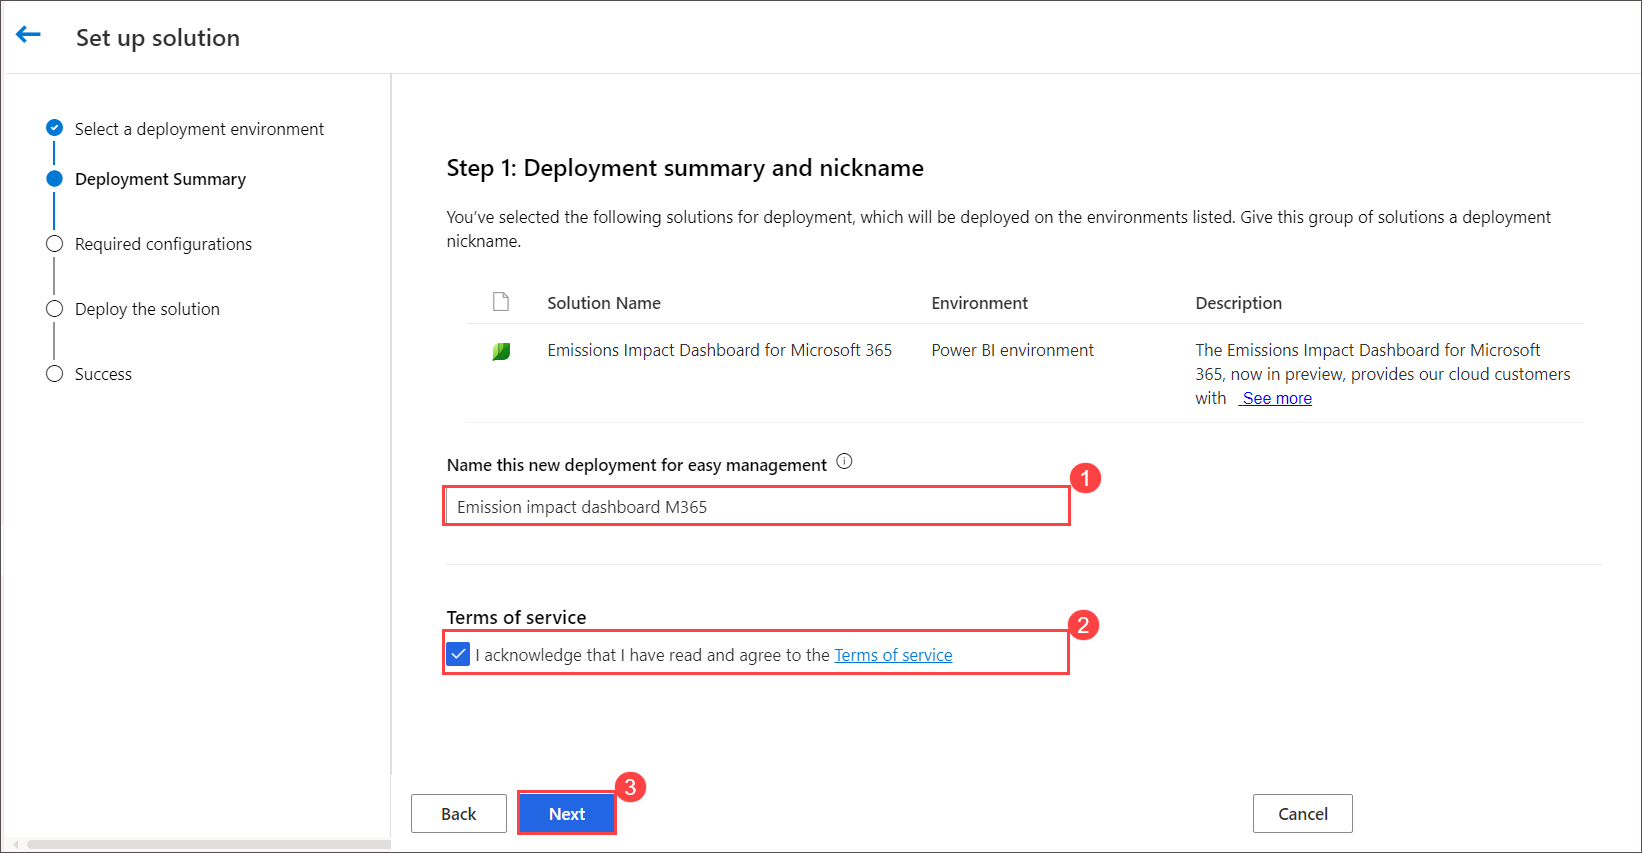 Set up solution
Select a deployment environment
Deployment Summary
Required configurations
Deploy the solution
Success
Step 1: Deployment summary and nickname
You've selected the following solutions for deployment, which will be deployed on the environments listed. Give this group of solutions a deployment
nickname.
Solution Name Environment Description
Emissions Impact Dashboard for Microsoft 365 Power BI environment The Emissions Impact Dashboard for Microsoft
365, now in preview, provides our cloud customers
with See more
Name this new deployment for easy management
1
Emission impact dashboard M365
Terms of service
2
I acknowledge that I have read and agree to the Terms of service
3
Back Next Cancel